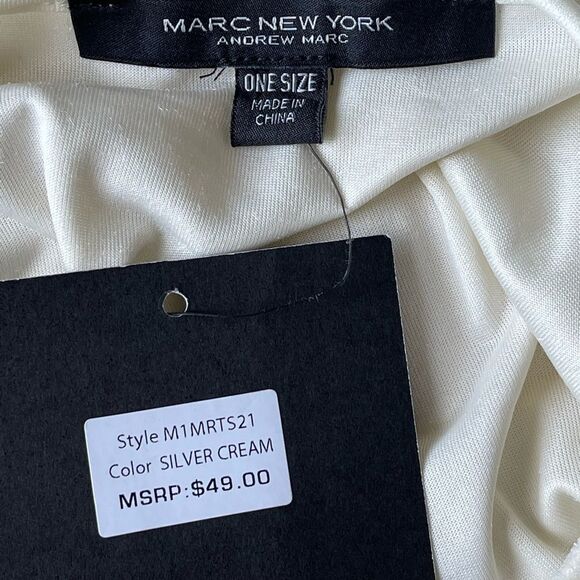 MARC NEW YORK
ANDREW MARC
ONE SIZE
MADE IN
CHINA
Style M1MRTS21
Color SILVER CREAM
MSRP:$49.00